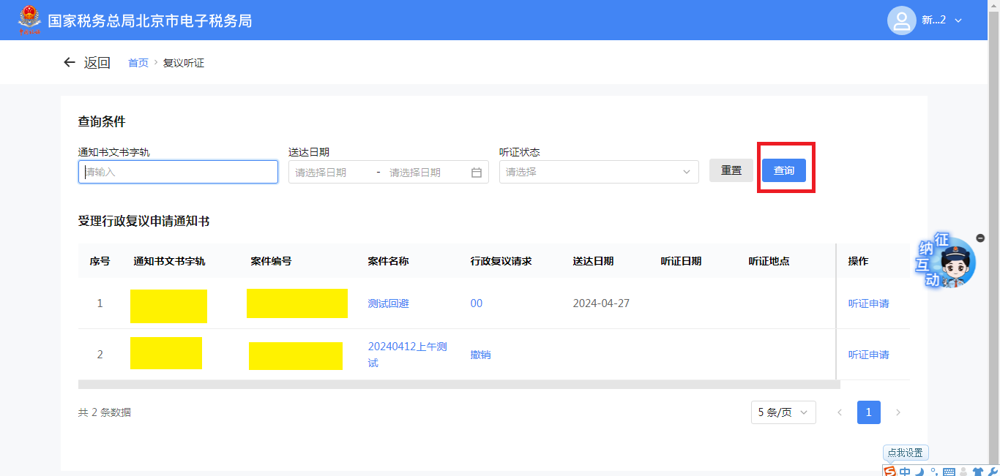 国家税务总局北京市电子税务局
新...2
返回 首页 > 复议听证
查询条件
通知书文书字轨 送达日期 听证状态
请输入 请选择日期 - 请选择日期 请选择 重置 查询
受理行政复议申请通知书
序号 通知书文书字轨 案件编号 案件名称 行政复议请求 送达日期 听证日期 听证地点 操作
1 测试回避 00 2024-04-27 听证申请
2 20240412上午测
试 撤销 听证申请
共 2 条数据 5 条/页 < 1 >
征
纳
互
动
点我设置
中